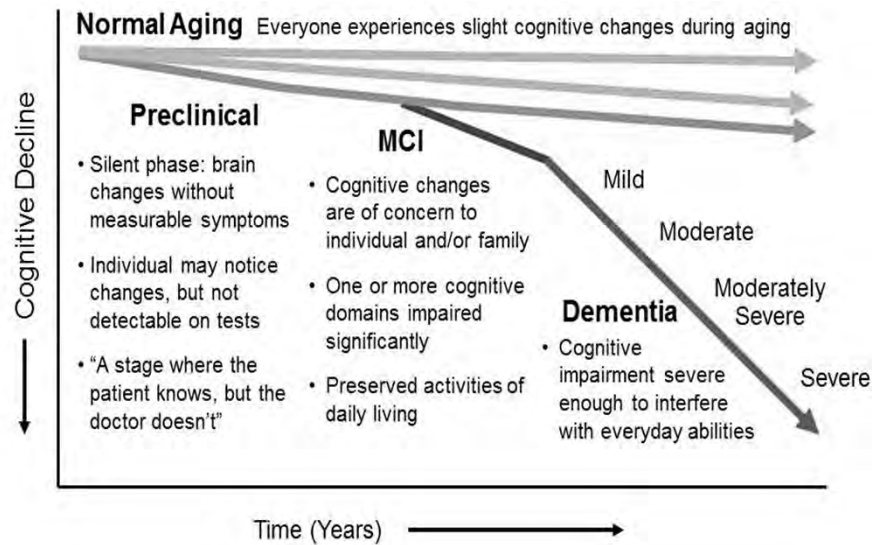 Normal Aging Everyone experiences slight cognitive changes during aging
Cognitive Decline
Preclinical
• Silent phase: brain
changes without
measurable symptoms
• Individual may notice
changes, but not
detectable on tests
• “A stage where the
patient knows, but the
doctor doesn’t”
MCI
• Cognitive changes
are of concern to
individual and/or family
• One or more cognitive
domains impaired
significantly
• Preserved activities of
daily living
Dementia
• Cognitive
impairment severe
enough to interfere
with everyday abilities
Mild
Moderate
Moderately
Severe
Severe
Time (Years)